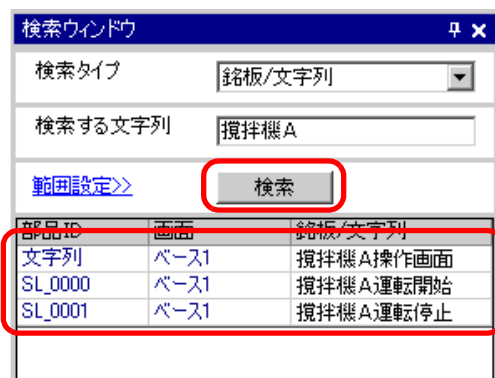 検索ウィンドウ
検索タイプ 銘板/文字列
検索する文字列 撹拌機A
範囲設定>> 検索
部品ID 画面 銘板/文字列
文字列 ベース1 撹拌機A操作画面
SL_0000 ベース1 撹拌機A運転開始
SL_0001 ベース1 撹拌機A運転停止